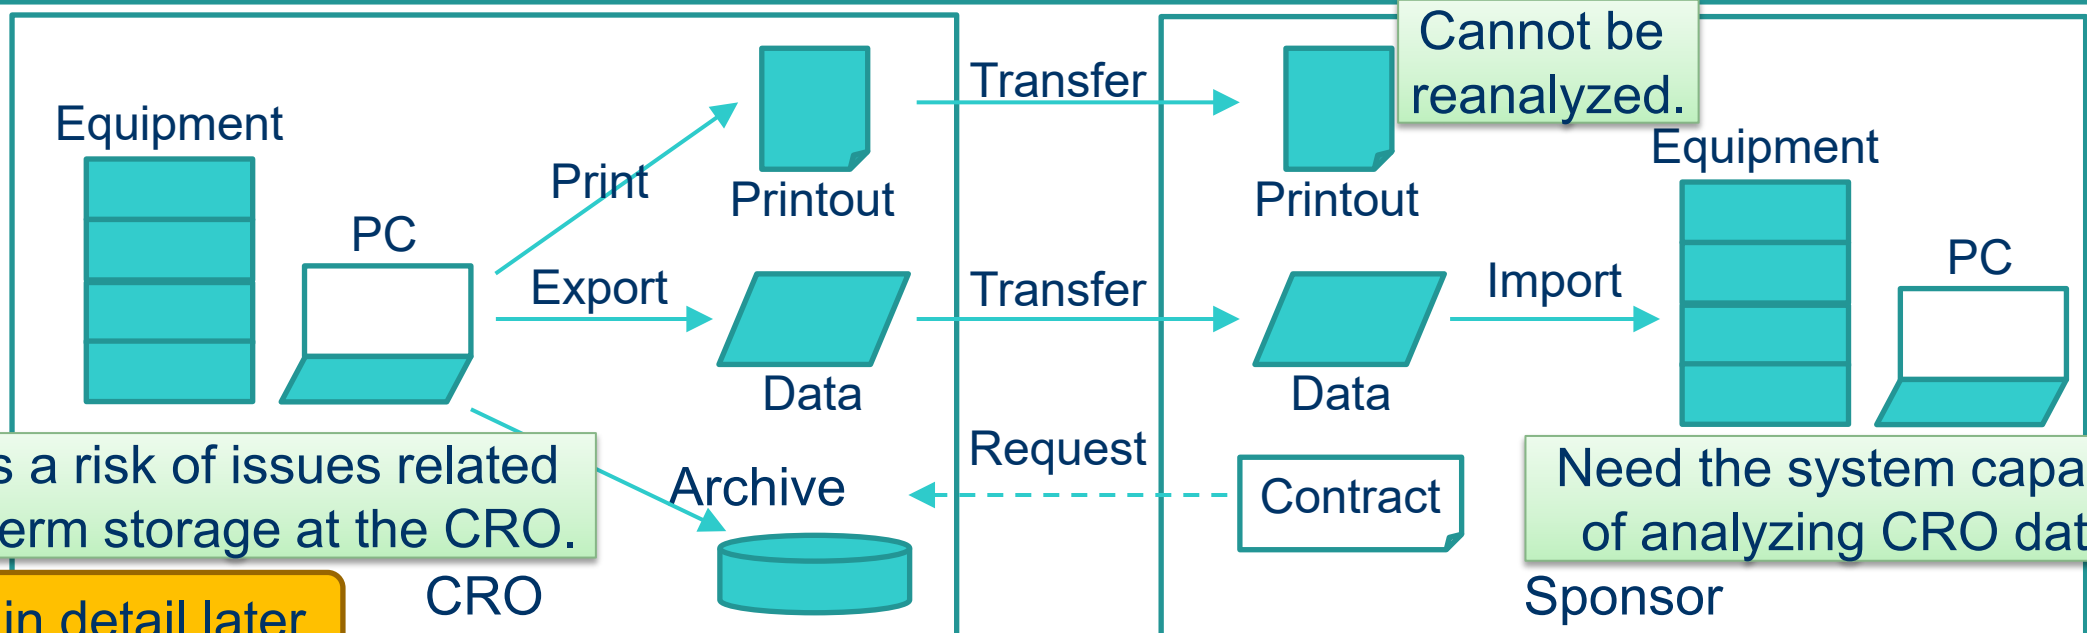 Cannot be
reanalyzed.
Transfer
Equipment
Equipment
Print
Printout
Printout
PC
PC
Export
Transfer
Import
Data
Data
Request
s a risk of issues related
erm storage at the CRO.
Archive
Contract
Need the system capa
of analyzing CRO dat
CRO
Sponsor
in detail later